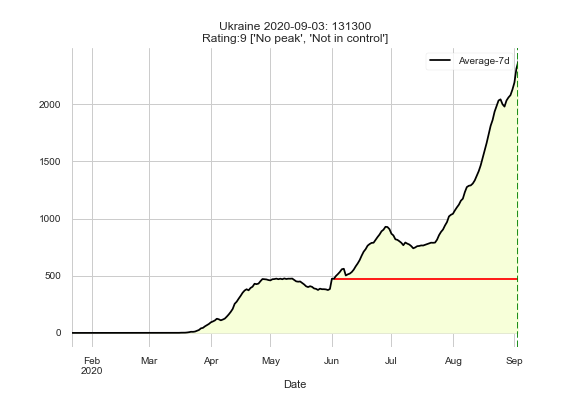 Ukraine 2020-09-03: 131300
Rating:9 ['No peak', 'Not in control']
Average-7d
2000
1500
1000
500
0
Feb Mar Apr May Jun Jul Aug Sep
2020
Date